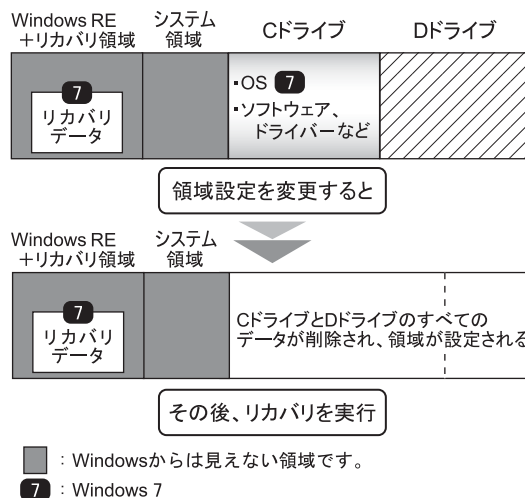 Windows RE
＋リカバリ領域
システム
領域
Cドライブ
Dドライブ
7
リカバリ
データ
・OS 7
・ソフトウェア、
ドライバーなど
領域設定を変更すると
Windows RE
＋リカバリ領域
システム
領域
7
リカバリ
データ
CドライブとDドライブのすべての
データが削除され、領域が設定される
その後、リカバリを実行
：Windowsからは見えない領域です。
7：Windows 7